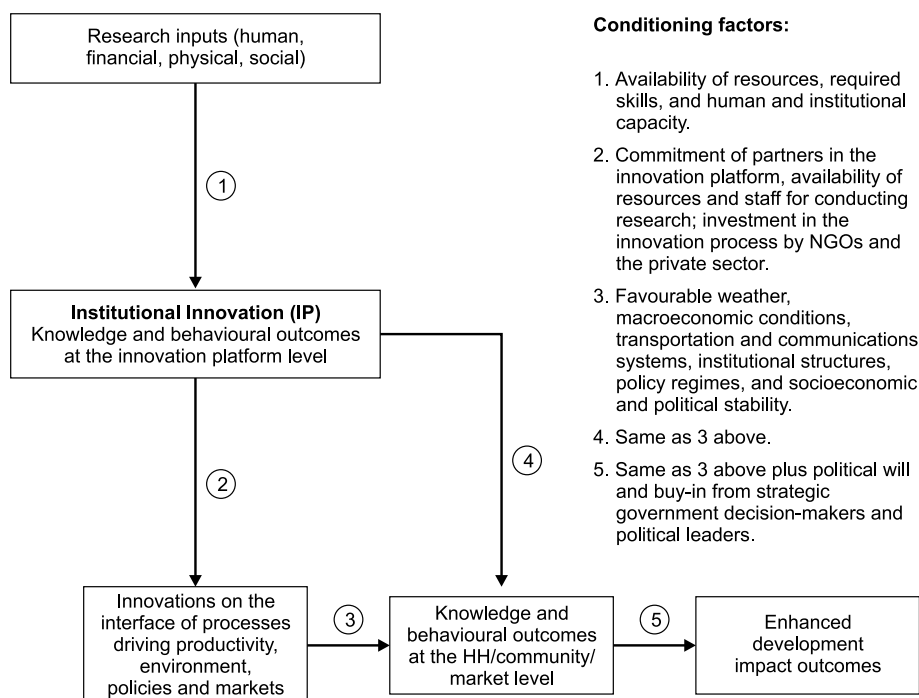 Research inputs (human,
financial, physical, social)
1
Institutional Innovation (IP)
Knowledge and behavioural outcomes
at the innovation platform level
2
4
Innovations on the
interface of processes
driving productivity,
environment,
policies and markets
3
Knowledge and
behavioural outcomes
at the HH/community/
market level
5
Enhanced
development
impact outcomes
Conditioning factors:
1. Availability of resources, required
skills, and human and institutional
capacity.
2. Commitment of partners in the
innovation platform, availability of
resources and staff for conducting
research; investment in the
innovation process by NGOs and
the private sector.
3. Favourable weather,
macroeconomic conditions,
transportation and communications
systems, institutional structures,
policy regimes, and socioeconomic
and political stability.
4. Same as 3 above.
5. Same as 3 above plus political will
and buy-in from strategic
government decision-makers and
political leaders.